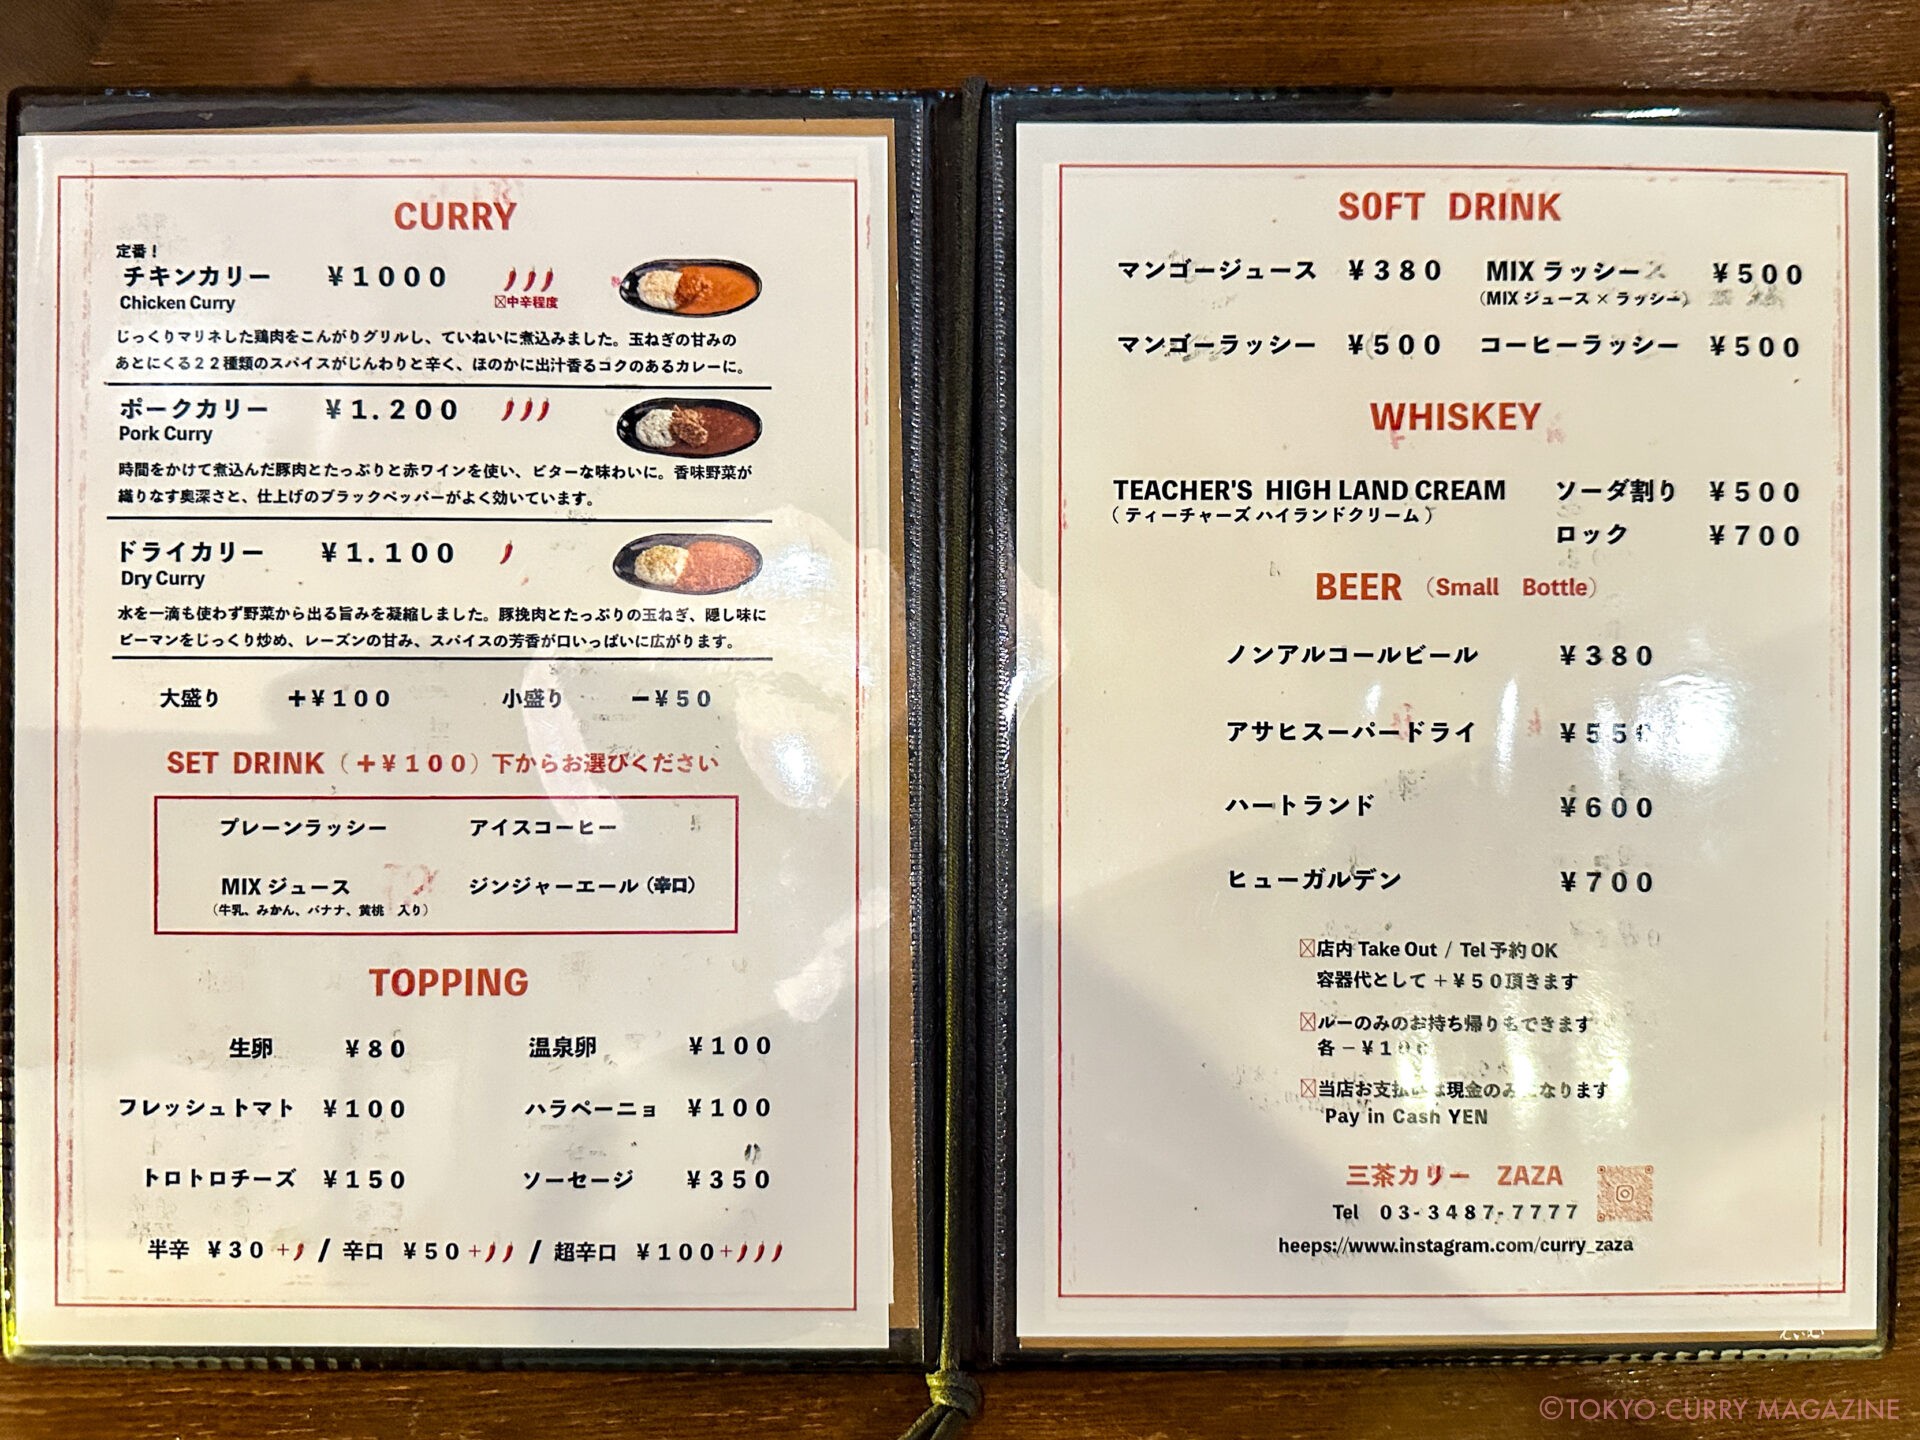 CURRY
定番！
チキンカリー ¥1000
中辛程度
Chicken Curry
じっくりマリネした鶏肉をこんがりグリルし、ていねいに煮込みました。玉ねぎの甘みの
あとにくる22種類のスパイスがじんわりと辛く、ほのかに出汁香るコクのあるカレーに。
ポークカリー ¥1.200
Pork Curry
時間をかけて煮込んだ豚肉とたっぷりと赤ワインを使い、ビターな味わいに。香味野菜が
織りなす奥深さと、仕上げのブラックペッパーがよく効いています。
ドライカリー ¥1.100
Dry Curry
水を一滴も使わず野菜から出る旨みを凝縮しました。豚挽肉とたっぷりの玉ねぎ、隠し味に
ピーマンをじっくり炒め、レーズンの甘み、スパイスの芳香が口いっぱいに広がります。
大盛り +¥100 小盛り −¥50
SET DRINK（+¥100）下からお選びください
プレーンラッシー アイスコーヒー
MIX ジュース ジンジャーエール（辛口）
（牛乳、みかん、バナナ、黄桃 入り）
TOPPING
生卵 ¥80 温泉卵 ¥100
フレッシュトマト ¥100 ハラペーニョ ¥100
トロトロチーズ ¥150 ソーセージ ¥350
半辛 ¥30+ / 辛口 ¥50+ / 超辛口 ¥100+
SOFT DRINK
マンゴージュース ¥380 MIX ラッシー ¥500
（MIX ジュース × ラッシー）
マンゴーラッシー ¥500 コーヒーラッシー ¥500
WHISKEY
TEACHER'S HIGH LAND CREAM ソーダ割り ¥500
（ティーチャーズ ハイランドクリーム）
ロック ¥700
BEER （Small Bottle）
ノンアルコールビール ¥380
アサヒスーパードライ ¥550
ハートランド ¥600
ヒューガルデン ¥700
店内 Take Out / Tel 予約 OK
容器代として +¥50頂きます
ルーのみのお持ち帰りもできます
各 −¥100
当店お支払いは現金のみになります
Pay in Cash YEN
三茶カリー ZAZA
Tel 03-3487-7777
heeps://www.instagram.com/curry_zaza
©TOKYO CURRY MAGAZINE